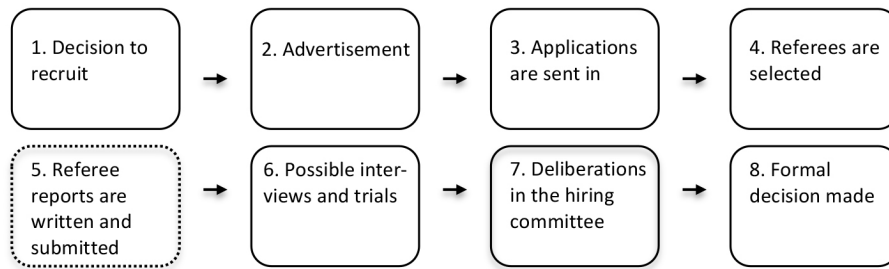 1. Decision to
recruit
2. Advertisement
3. Applications
are sent in
4. Referees are
selected
5. Referee
reports are
written and
submitted
6. Possible inter-
views and trials
7. Deliberations
in the hiring
committee
8. Formal
decision made